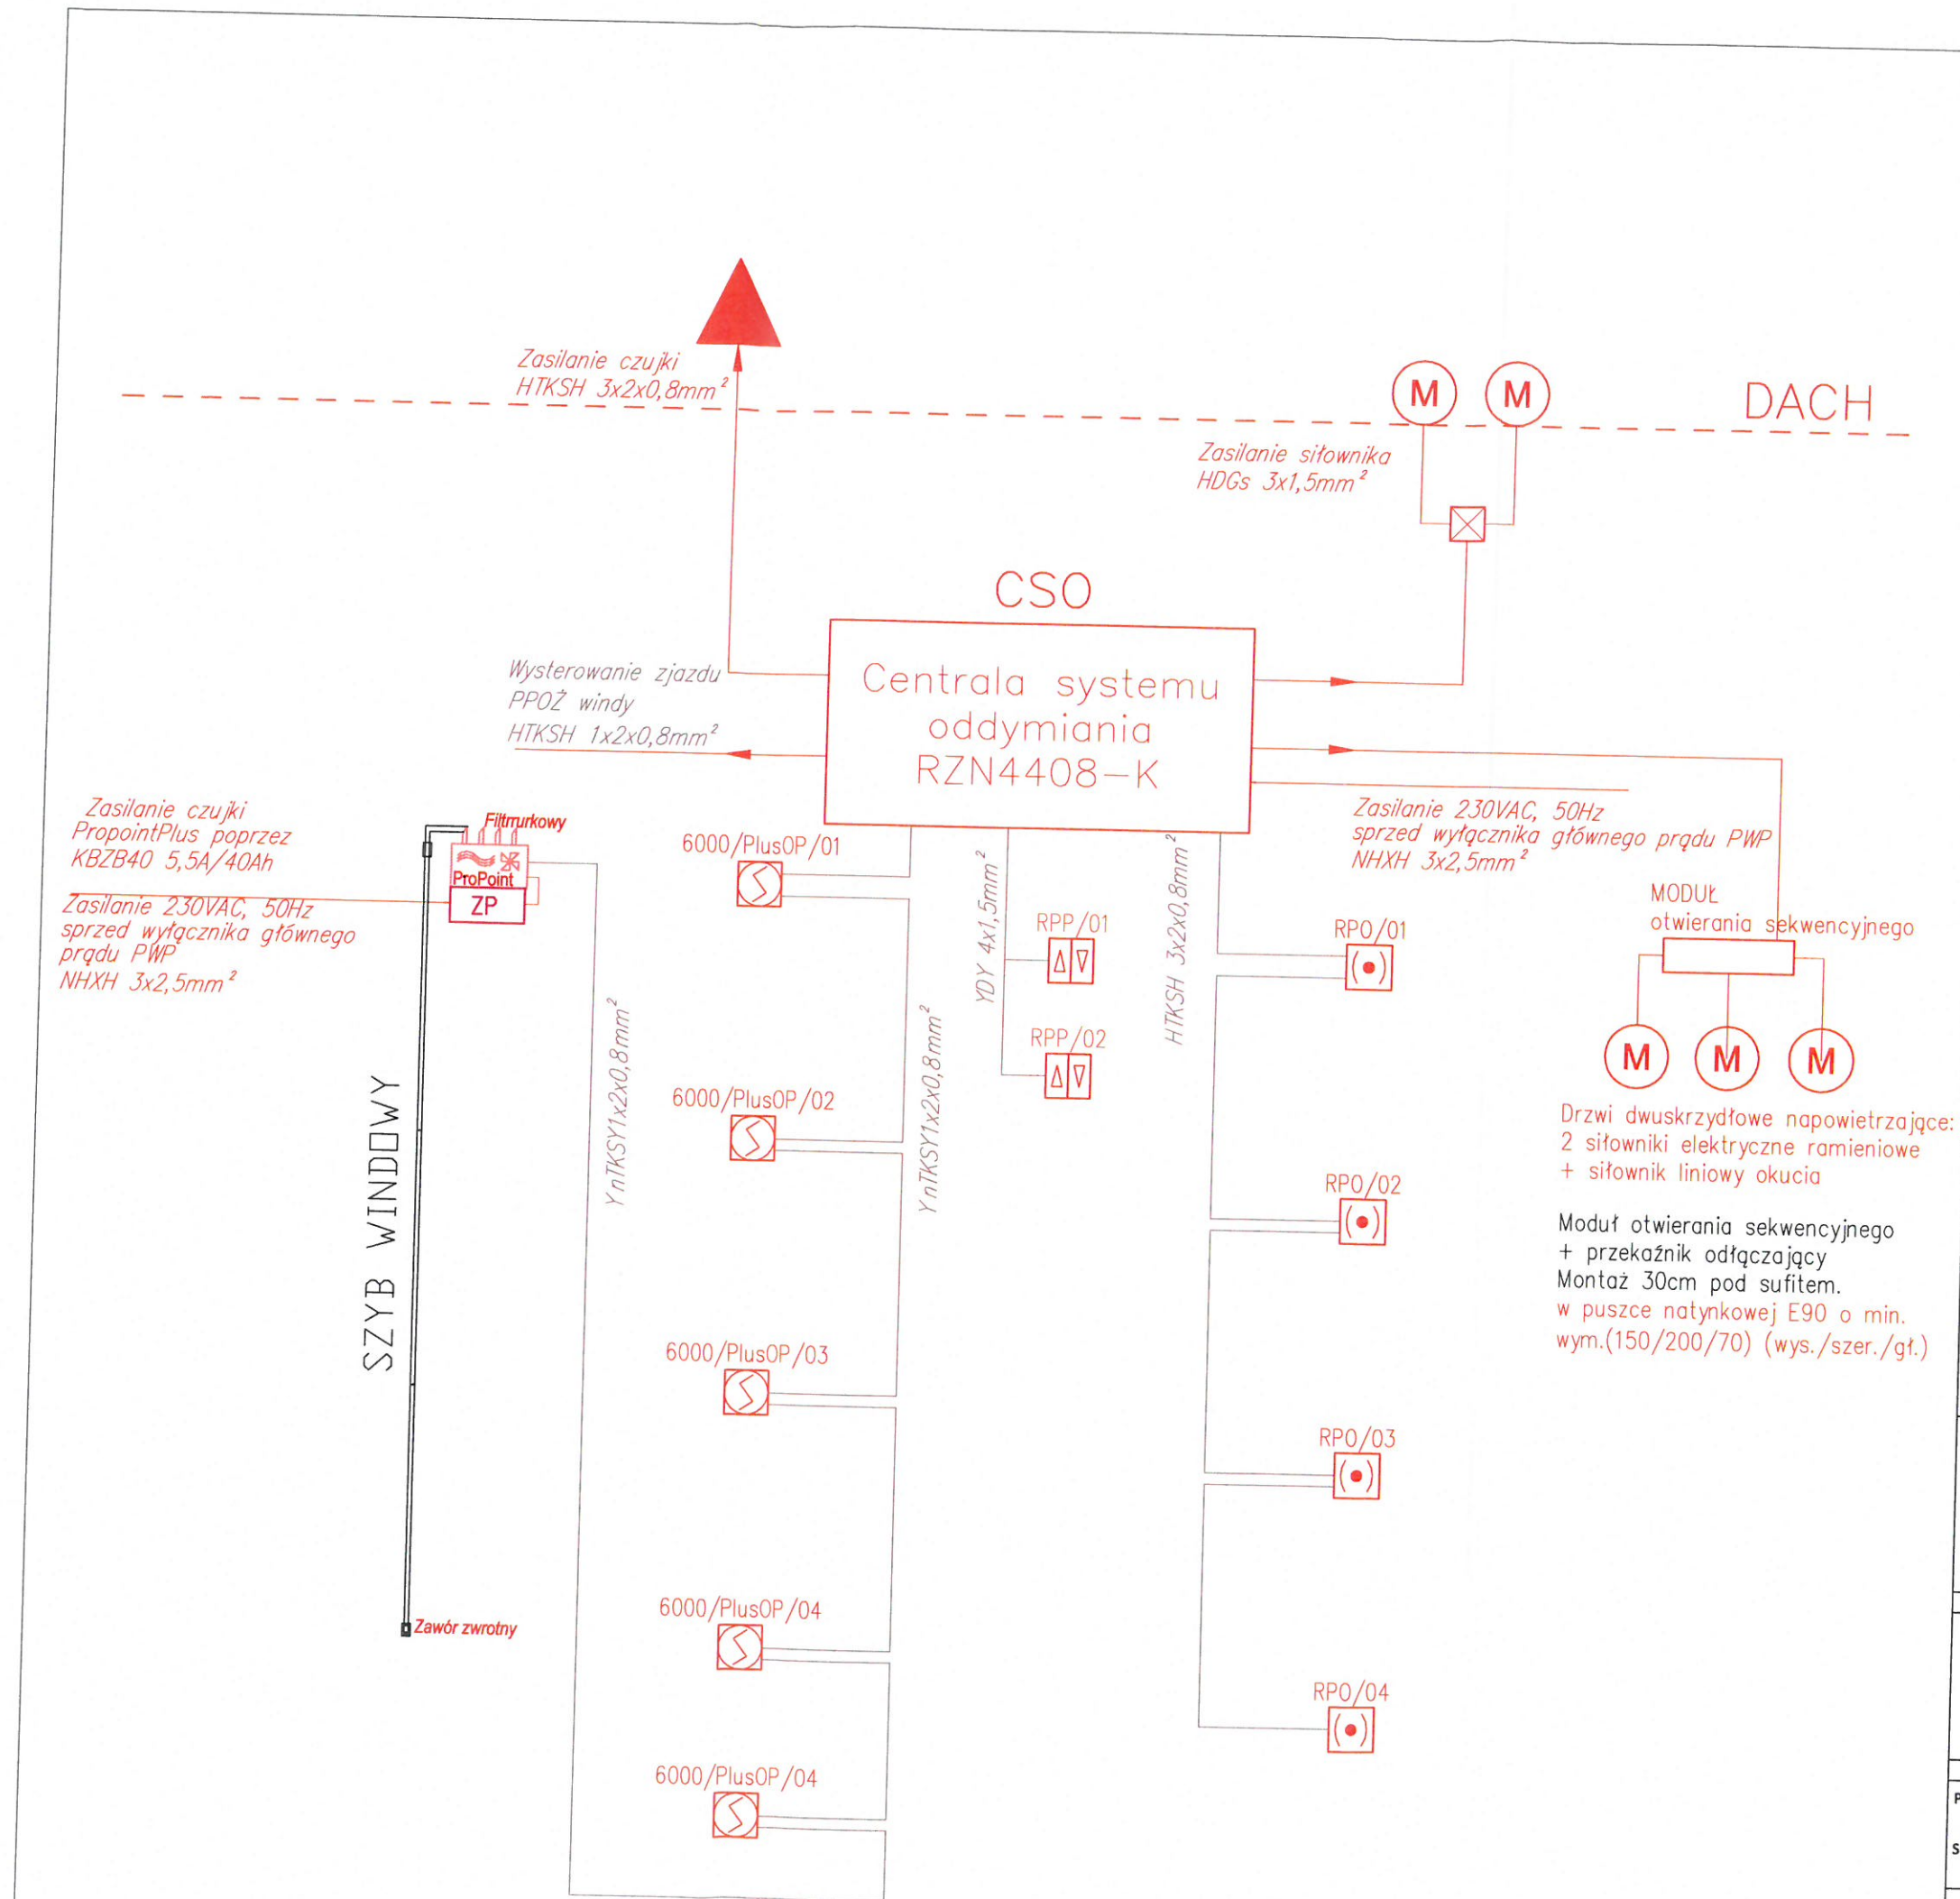 Zasilanie czujki
HTKSH 3x2x0,8mm²
M
M
DACH
Zasilanie siłownika
HDGs 3x1,5mm²
CSO
Centrala systemu
oddymiania
RZN4408-K
Wysterowanie zjazdu
PPOŻ windy
HTKSH 1x2x0,8mm²
Zasilanie czujki
PropointPlus poprzez
KBZB40 5,5A/40Ah
Filtrrurkowy
ProPoint
ZP
Zasilanie 230VAC, 50Hz
sprzed wyłącznika głównego
prądu PWP
NHXH 3x2,5mm²
SZYB WINDOWY
Zawór zwrotny
YnTKSY1x2x0,8mm²
6000/PlusOP/01
6000/PlusOP/02
6000/PlusOP/03
6000/PlusOP/04
6000/PlusOP/04
YnTKSY1x2x0,8mm²
YDY 4x1,5mm²
RPP/01
RPP/02
HTKSH 3x2x0,8mm²
RPO/01
RPO/02
RPO/03
RPO/04
Zasilanie 230VAC, 50Hz
sprzed wyłącznika głównego prądu PWP
NHXH 3x2,5mm²
MODUŁ
otwierania sekwencyjnego
M
M
M
Drzwi dwuskrzydłowe napowietrzające:
2 siłowniki elektryczne ramieniowe
+ siłownik liniowy okucia
Moduł otwierania sekwencyjnego
+ przekaźnik odłączający
Montaż 30cm pod sufitem.
w puszce natynkowej E90 o min.
wym.(150/200/70) (wys./szer./gł.)